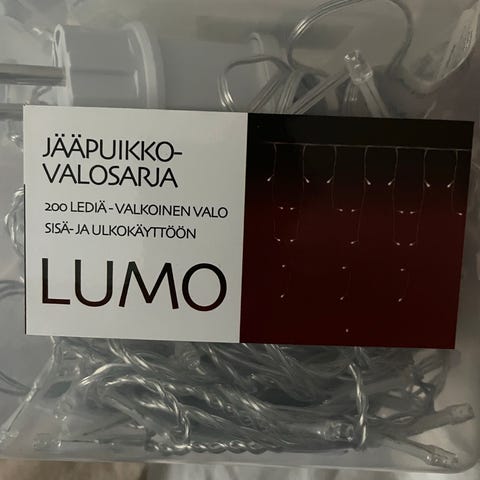 JÄÄPUIKKO-
VALOSARJA
200 LEDIÄ - VALKOINEN VALO
SISÄ- JA ULKOKÄYTTÖÖN
LUMO